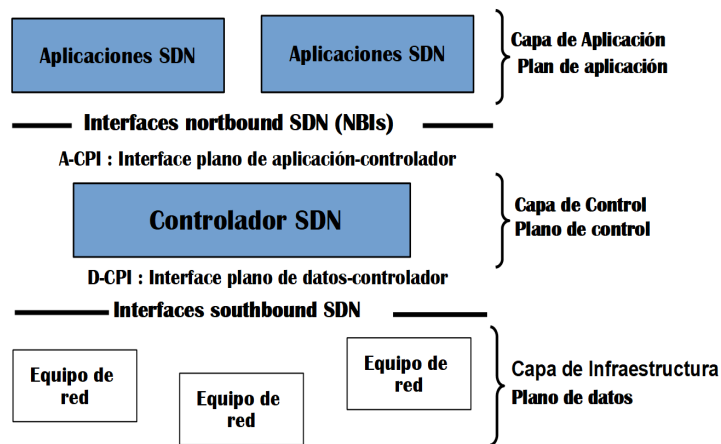 Aplicaciones SDN
Aplicaciones SDN
Capa de Aplicación
Plan de aplicación
Interfaces nortbound SDN (NBIs)
A-CPI : Interface plano de aplicación-controlador
Controlador SDN
Capa de Control
Plano de control
D-CPI : Interface plano de datos-controlador
Interfaces southbound SDN
Equipo de
red
Equipo de
red
Equipo de
red
Capa de Infraestructura
Plano de datos